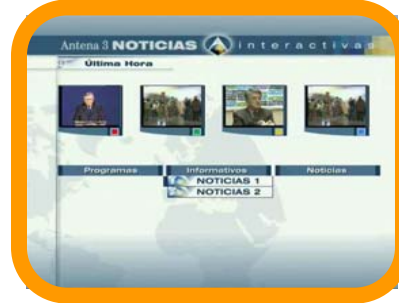 Antena 3 NOTICIAS interactivas
Última Hora
Programas Informativos Noticias
NOTICIAS 1
NOTICIAS 2